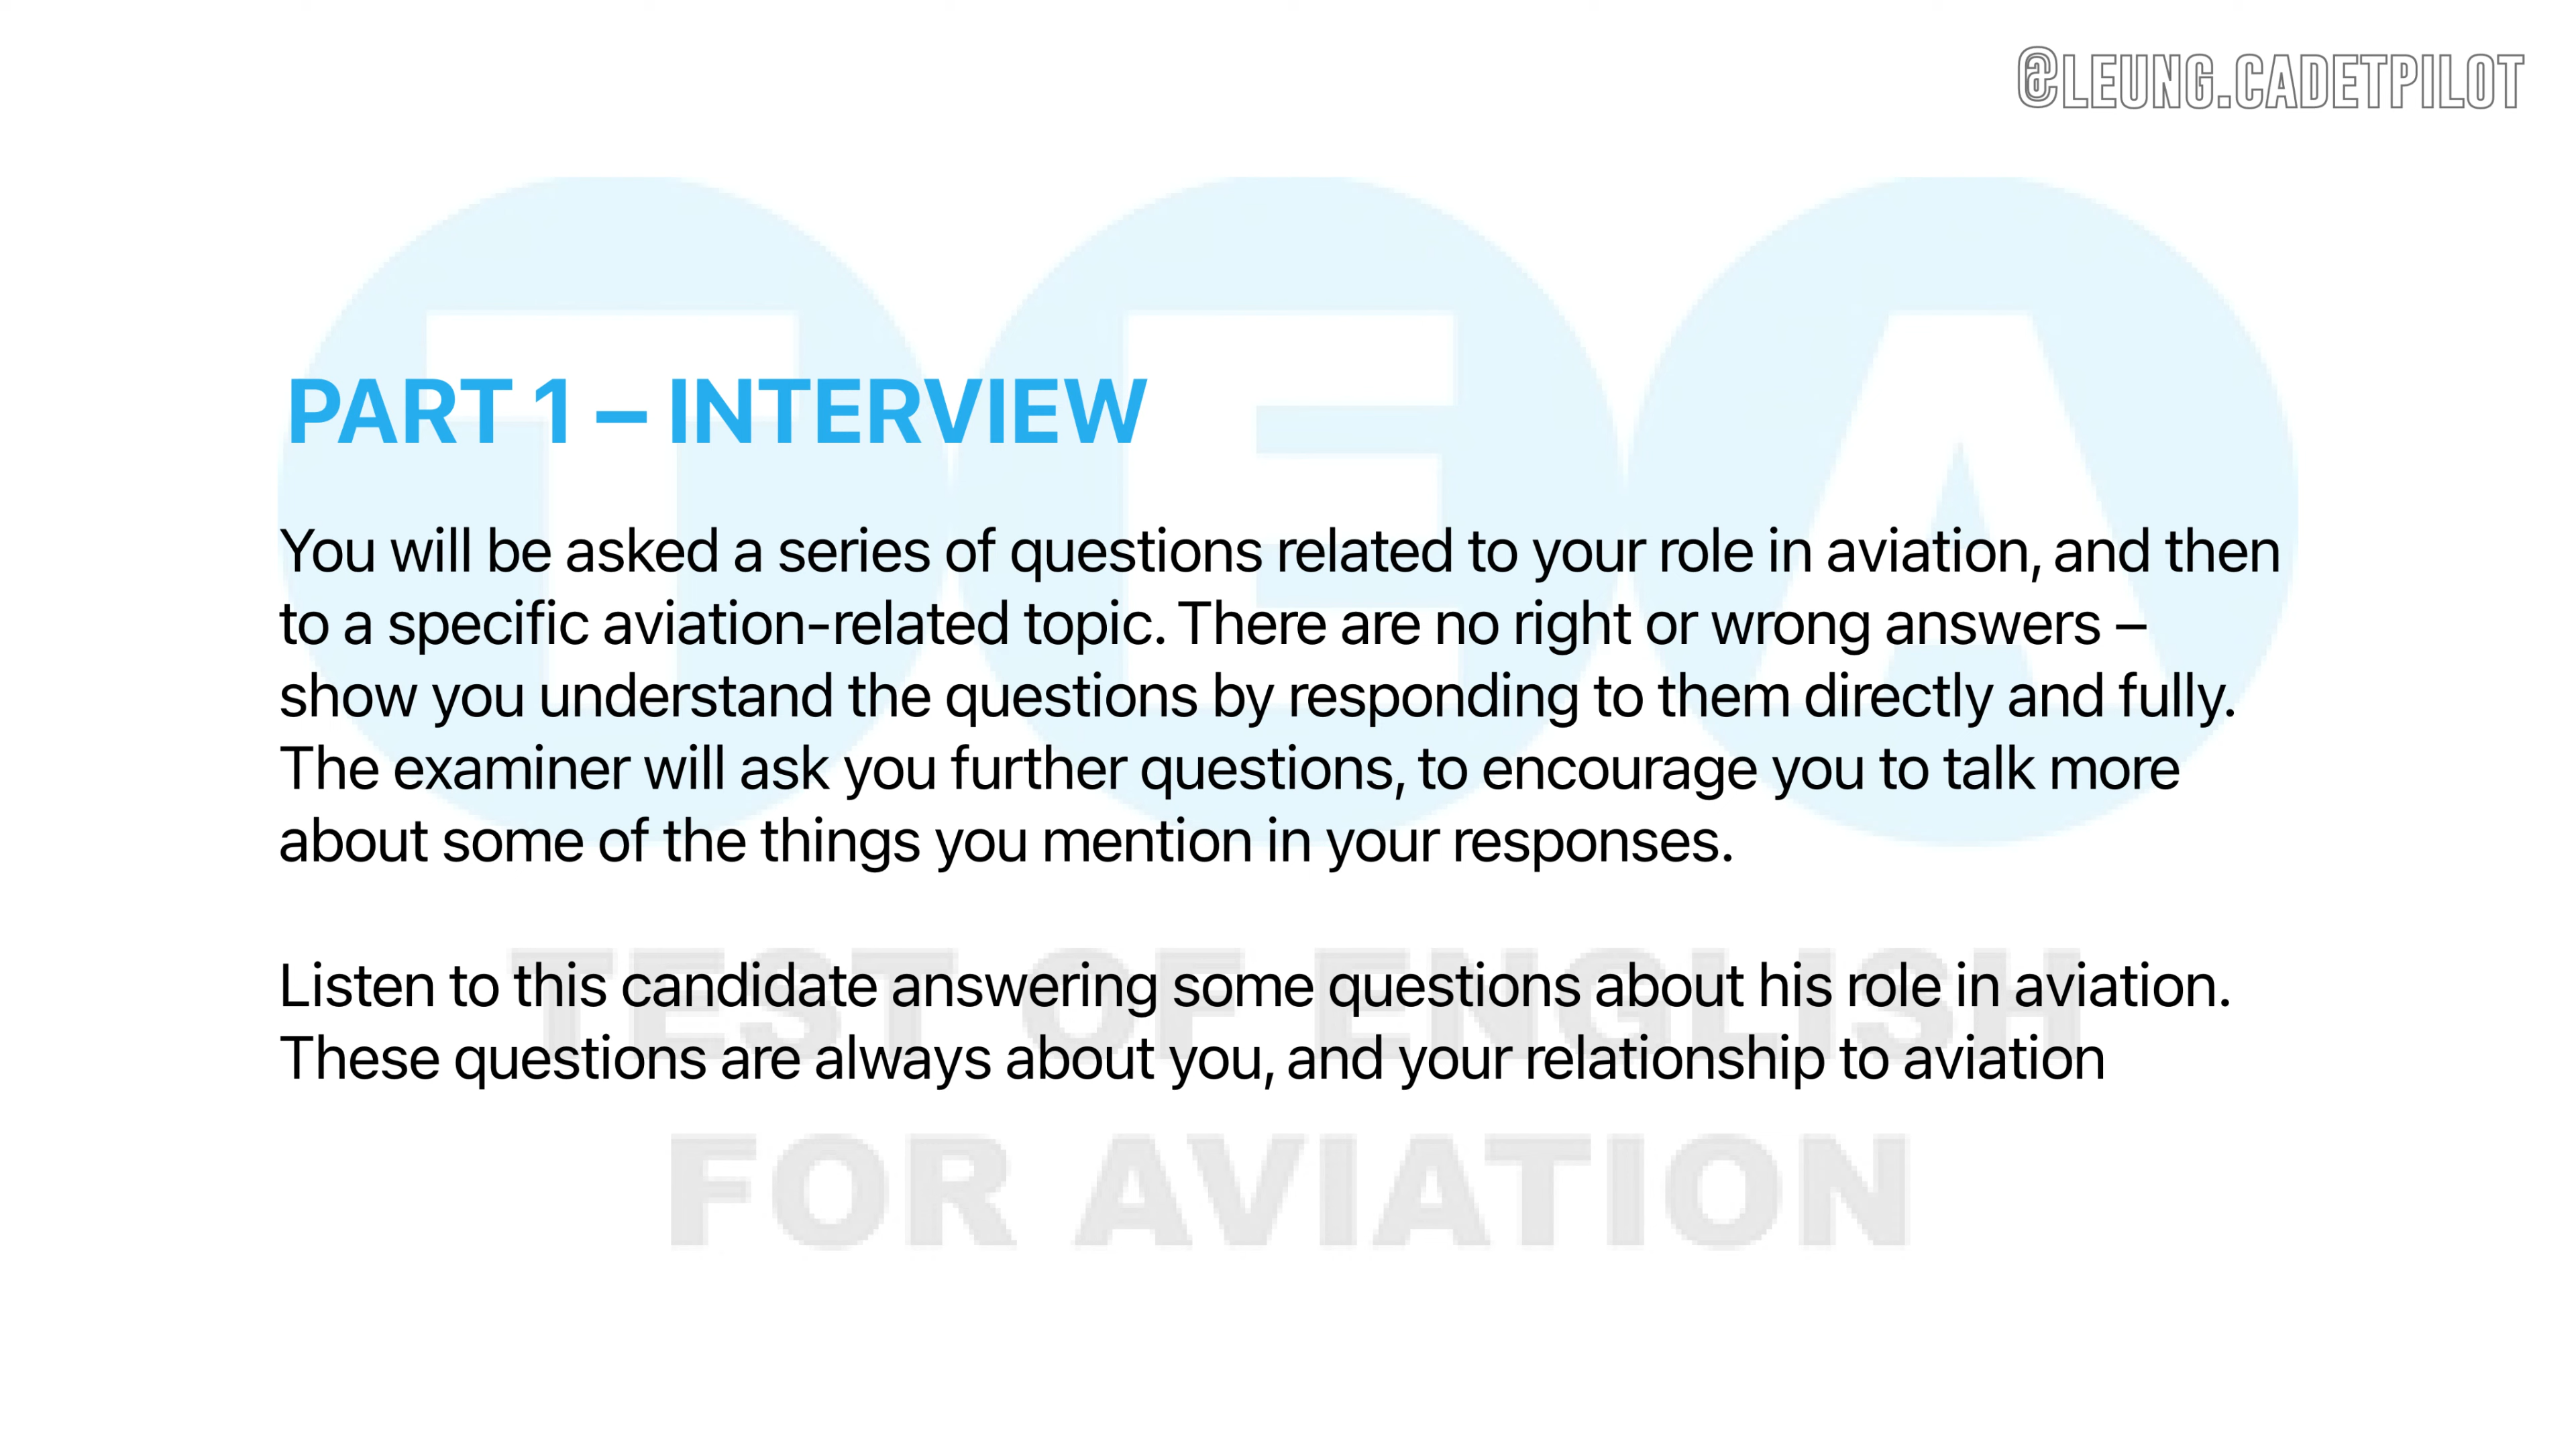 @LEUNG.CADETPILOT
TEA
PART 1 – INTERVIEW
You will be asked a series of questions related to your role in aviation, and then
to a specific aviation-related topic. There are no right or wrong answers –
show you understand the questions by responding to them directly and fully.
The examiner will ask you further questions, to encourage you to talk more
about some of the things you mention in your responses.
Listen to this candidate answering some questions about his role in aviation.
These questions are always about you, and your relationship to aviation
TEST OF ENGLISH
FOR AVIATION